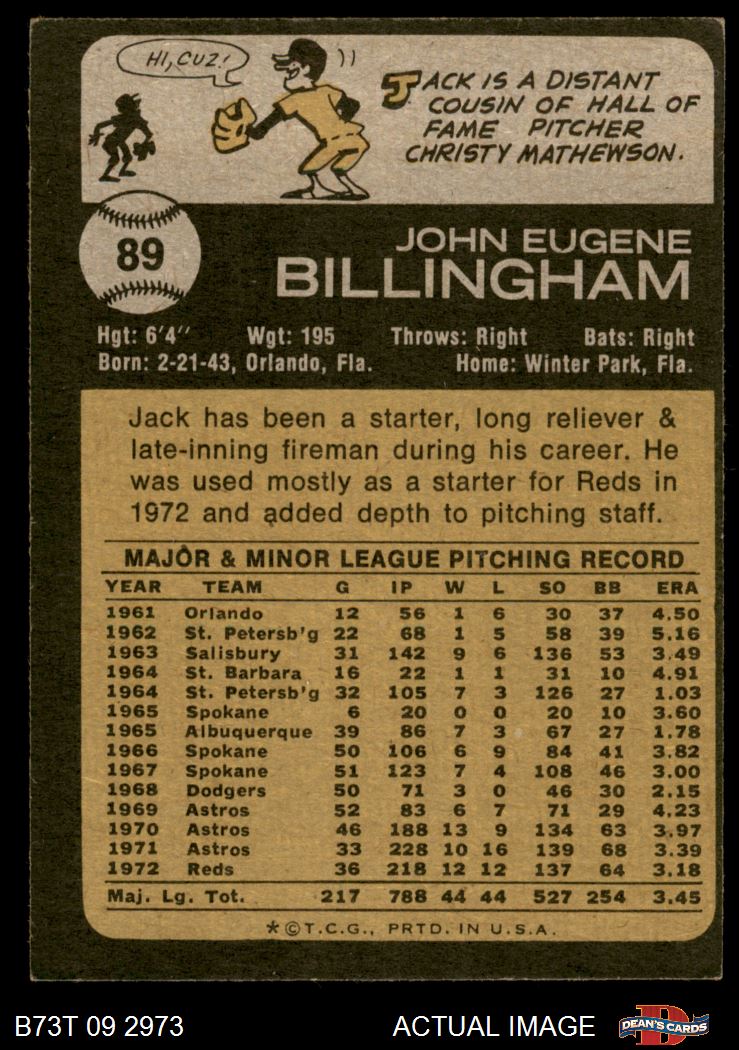 HI, CUZ!
JACK IS A DISTANT
COUSIN OF HALL OF
FAME PITCHER
CHRISTY MATHEWSON.
89
JOHN EUGENE
BILLINGHAM
Hgt: 6'4" Wgt: 195 Throws: Right Bats: Right
Born: 2-21-43, Orlando, Fla. Home: Winter Park, Fla.
Jack has been a starter, long reliever &
late-inning fireman during his career. He
was used mostly as a starter for Reds in
1972 and added depth to pitching staff.
MAJOR & MINOR LEAGUE PITCHING RECORD
YEAR TEAM G IP W L SO BB ERA
1961 Orlando 12 56 1 6 30 37 4.50
1962 St. Petersb'g 22 68 1 5 58 39 5.16
1963 Salisbury 31 142 9 6 136 53 3.49
1964 St. Barbara 16 22 1 1 31 10 4.91
1964 St. Petersb'g 32 105 7 3 126 27 1.03
1965 Spokane 6 20 0 0 20 10 3.60
1965 Albuquerque 39 86 7 3 67 27 1.78
1966 Spokane 50 106 6 9 84 41 3.82
1967 Spokane 51 123 7 4 108 46 3.00
1968 Dodgers 50 71 3 0 46 30 2.15
1969 Astros 52 83 6 7 71 29 4.23
1970 Astros 46 188 13 9 134 63 3.97
1971 Astros 33 228 10 16 139 68 3.39
1972 Reds 36 218 12 12 137 64 3.18
Maj. Lg. Tot. 217 788 44 44 527 254 3.45
*©T.C.G., PRTD. IN U.S.A.
B73T 09 2973 ACTUAL IMAGE D DEAN'S CARDS